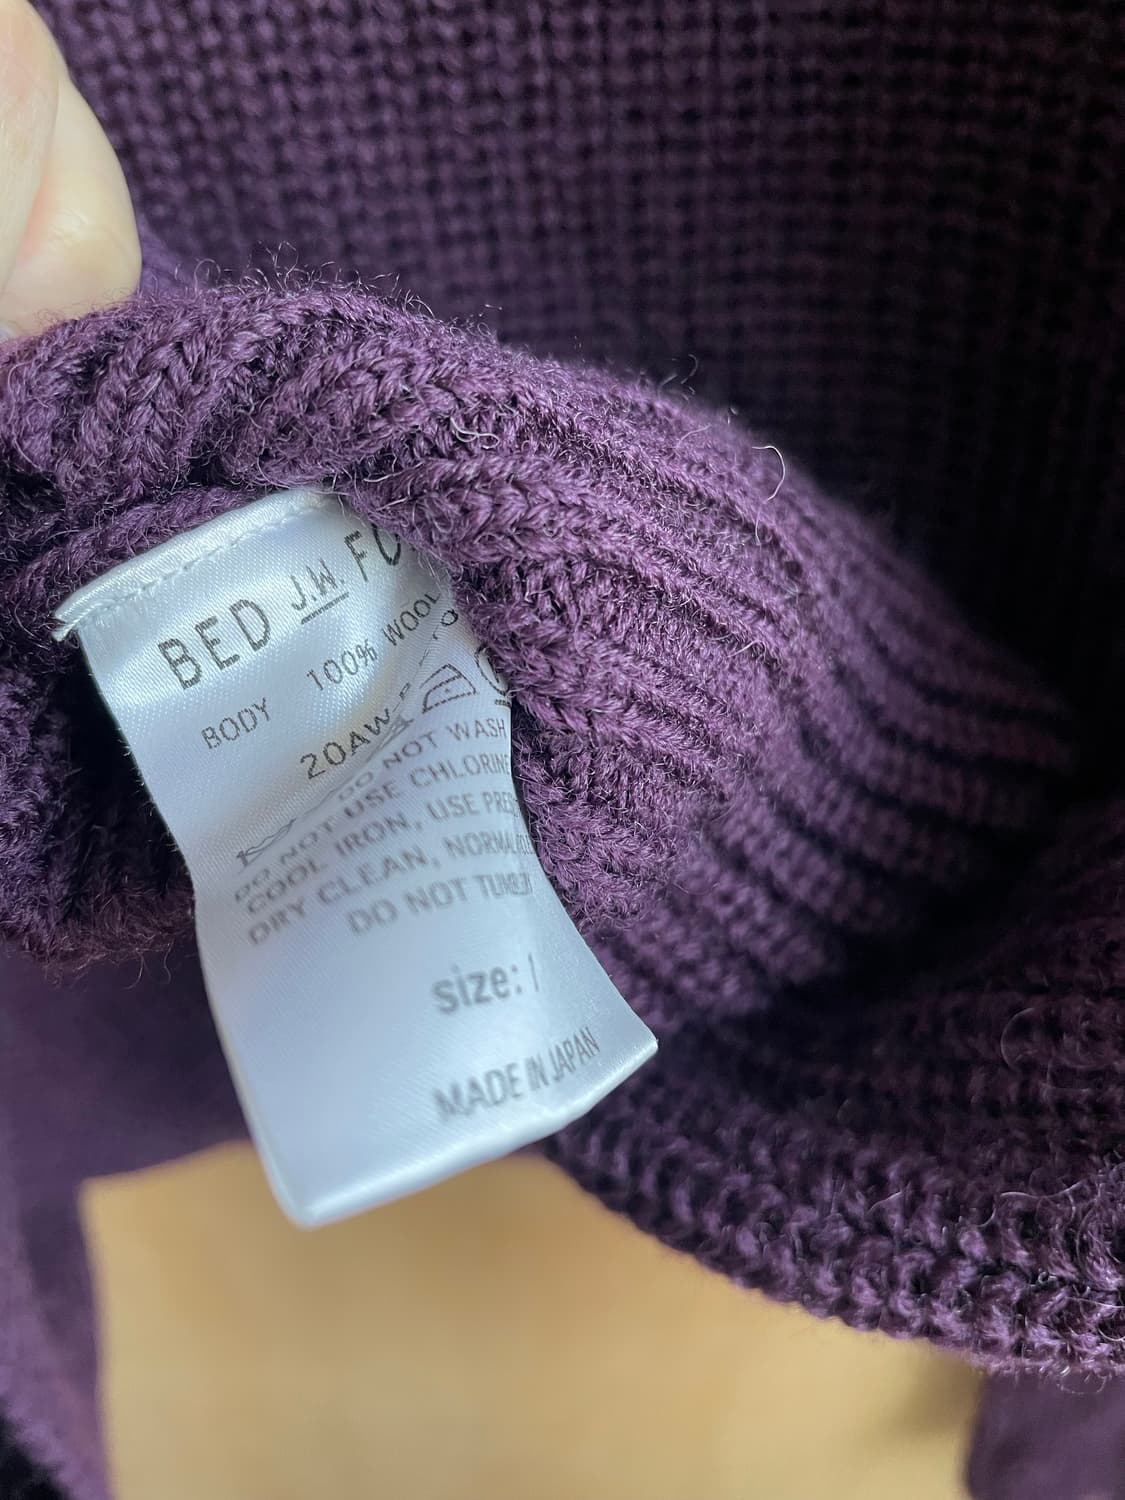 BED J.W. FO
BODY 100% WOOL
20AW-
DO NOT WASH
DO NOT USE CHLORINE
COOL IRON, USE PRES
DRY CLEAN, NORMAL
DO NOT TUMBL
size: 1
MADE IN JAPAN